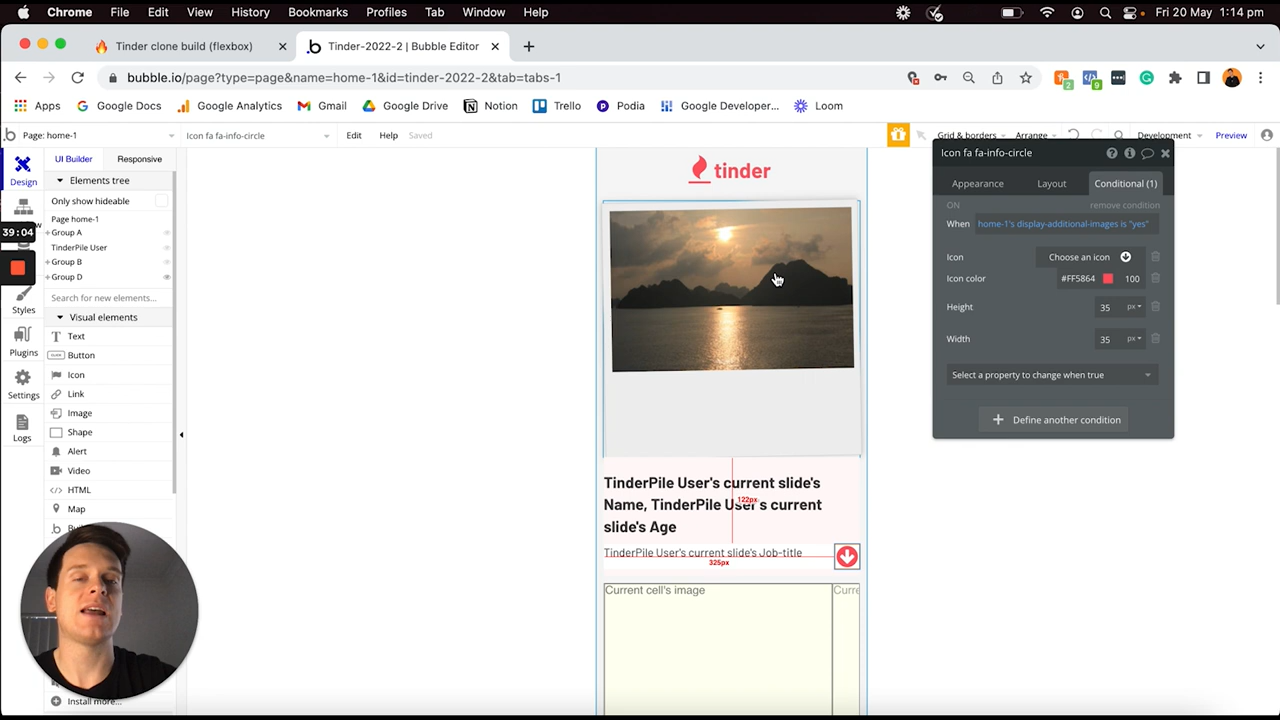 Chrome File Edit View History Bookmarks Profiles Tab Window Help Fri 20 May 1:14 pm
Tinder clone build (flexbox) Tinder-2022-2 | Bubble Editor
bubble.io/page?type=page&name=home-1&id=tinder-2022-2&tab=tabs-1
2 9
Apps Google Docs Google Analytics Gmail Google Drive Notion Trello Podia Google Developer... Loom
Page: home-1 Icon fa fa-info-circle Edit Help Saved Grid & borders Arrange Development Preview
Design
39:04
Styles
Plugins
Settings
Logs
UI Builder Responsive
Elements tree
Only show hideable
Page home-1
Group A
TinderPile User
Group B
Group D
Search for new elements...
Visual elements
Text
Button
Icon
Link
Image
Shape
Alert
Video
</> HTML
Map
Install more...
tinder
TinderPile User's current slide's
Name, TinderPile User's current
slide's Age
122px
TinderPile User's current slide's Job-title
325px
Current cell's image
Curre
Icon fa fa-info-circle
Appearance Layout Conditional (1)
ON remove condition
When home-1's display-additional-images is "yes"
Icon Choose an icon
Icon color #FF5864 100
Height 35 px
Width 35 px
Select a property to change when true
Define another condition